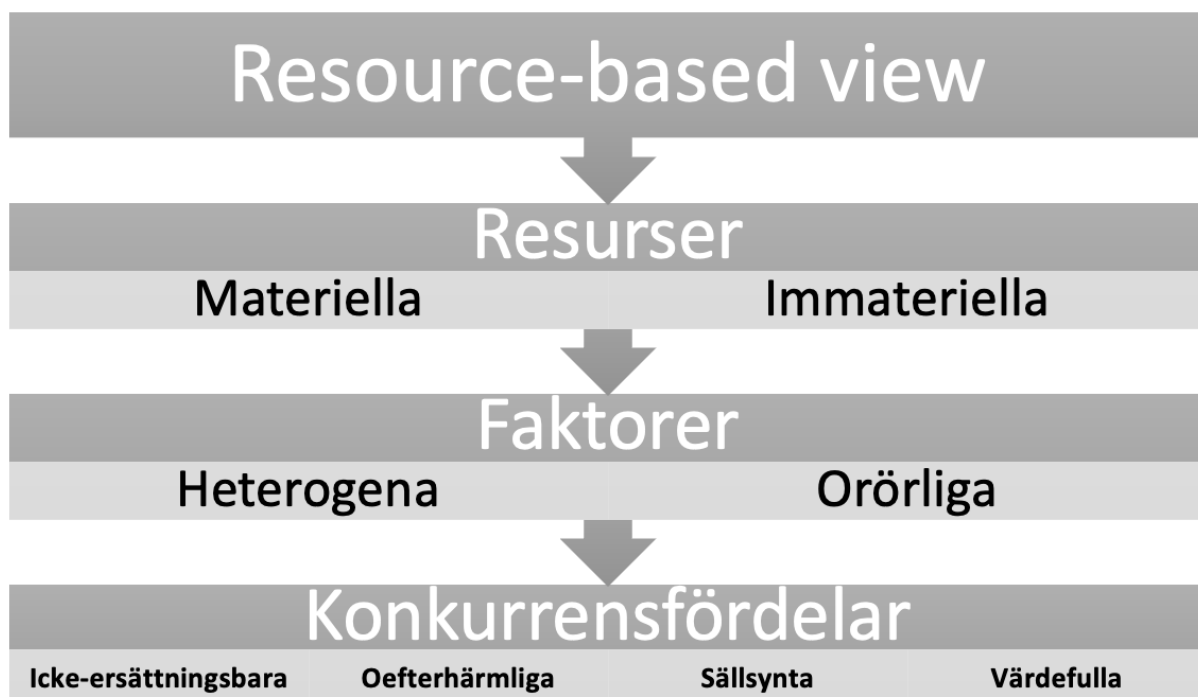 Resource-based view
Resurser
Materiella Immateriella
Faktorer
Heterogena Orörliga
Konkurrensfördelar
Icke-ersättningsbara Oefterhärmliga Sällsynta Värdefulla